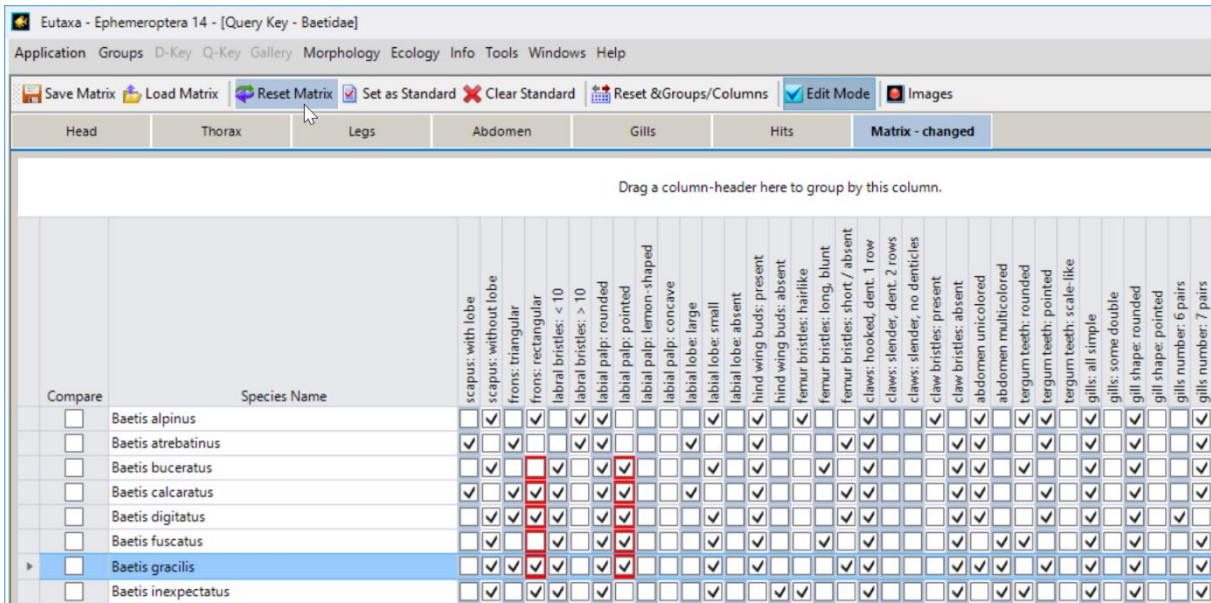 Eutaxa - Ephemeroptera 14 - [Query Key - Baetidae]
Application Groups D-Key Q-Key Gallery Morphology Ecology Info Tools Windows Help
Save Matrix Load Matrix Reset Matrix Set as Standard Clear Standard Reset &Groups/Columns Edit Mode Images
Head Thorax Legs Abdomen Gills Hits Matrix - changed
Drag a column-header here to group by this column.
Compare
Species Name
scapus: with lobe
scapus: without lobe
frons: triangular
frons: rectangular
labral bristles: < 10
labral bristles: > 10
labial palp: rounded
labial palp: pointed
labial palp: lemon-shaped
labial palp: concave
labial lobe: large
labial lobe: small
labial lobe: absent
hind wing buds: present
hind wing buds: absent
femur bristles: hairlike
femur bristles: long, blunt
femur bristles: short / absent
claws: hooked, dent. 1 row
claws: slender, dent. 2 rows
claws: slender, no denticles
claw bristles: present
claw bristles: absent
abdomen unicolored
abdomen multicolored
tergum teeth: rounded
tergum teeth: pointed
tergum teeth: scale-like
gills: all simple
gills: some double
gill shape: rounded
gill shape: pointed
gills number: 6 pairs
gills number: 7 pairs
Baetis alpinus
Baetis atrebatinus
Baetis buceratus
Baetis calcaratus
Baetis digitatus
Baetis fuscatus
Baetis gracilis
Baetis inexpectatus